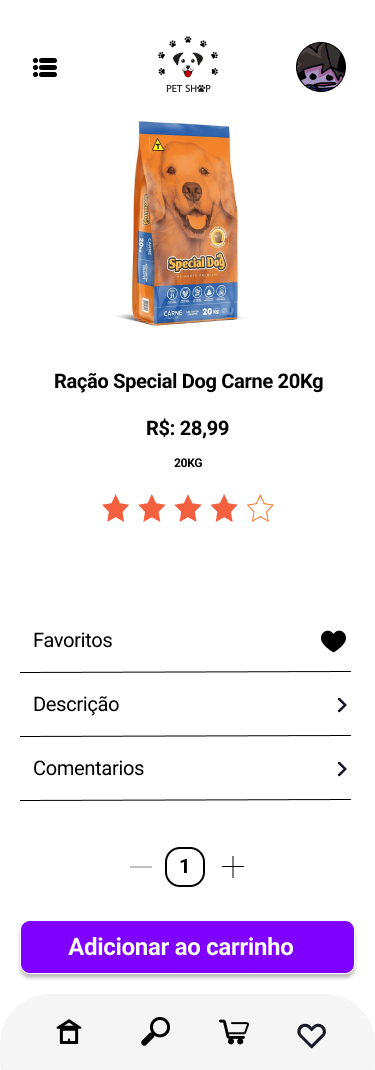 PET SHOP
Special Dog
CARNE
20 kg
Ração Special Dog Carne 20Kg
R$: 28,99
20KG
Favoritos
Descrição
Comentarios
1
Adicionar ao carrinho